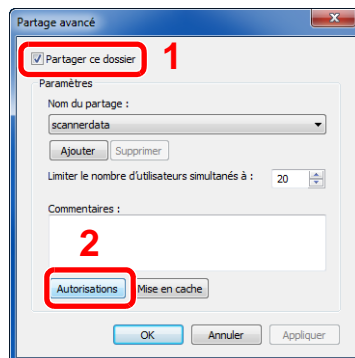 Partage avancé
x
Partager ce dossier 1
Paramètres
Nom du partage :
scannerdata
Ajouter Supprimer
Limiter le nombre d'utilisateurs simultanés à : 20
Commentaires :
2
Autorisations Mise en cache
OK Annuler Appliquer